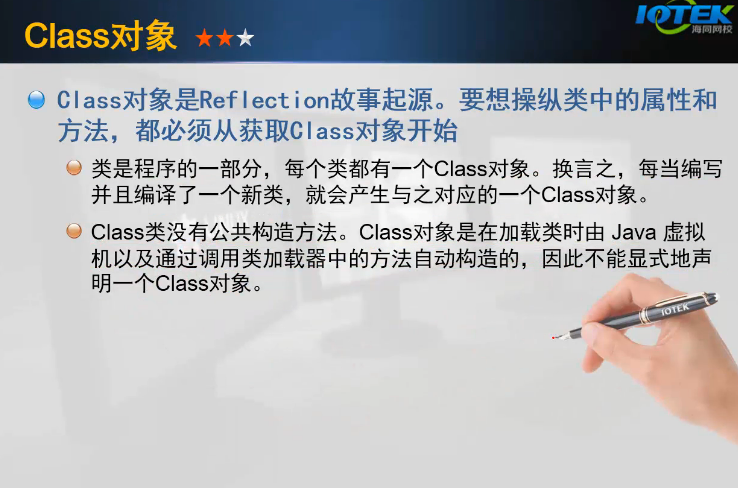 Class对象
IOTEK
海同网校
Class对象是Reflection故事起源。要想操纵类中的属性和
方法，都必须从获取Class对象开始
类是程序的一部分，每个类都有一个Class对象。换言之，每当编写
并且编译了一个新类，就会产生与之对应的一个Class对象。
Class类没有公共构造方法。Class对象是在加载类时由 Java 虚拟
机以及通过调用类加载器中的方法自动构造的，因此不能显式地声
明一个Class对象。
IOTEK